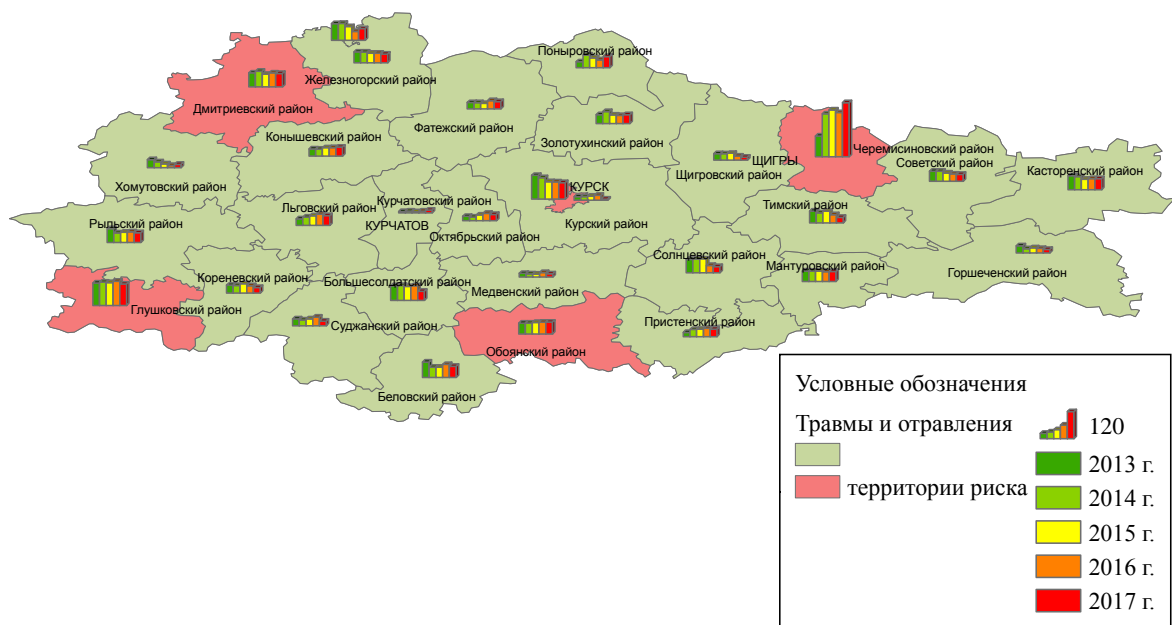 Поныровский район
Железногорский район
Дмитриевский район
Фатежский район
Конышевский район
Золотухинский район
Черемисиновский район
ЩИГРЫ
Советский район
Касторенский район
Хомутовский район
Щигровский район
КУРСК
Курчатовский район
Льговский район
Тимский район
Рыльский район
КУРЧАТОВ
Октябрьский район
Курский район
Солнцевский район
Мантуровский район
Горшеченский район
Кореневский район
Большесолдатский район
Медвенский район
Глушковский район
Суджанский район
Пристенский район
Обоянский район
Беловский район
Условные обозначения
Травмы и отравления
территории риска
120
2013 г.
2014 г.
2015 г.
2016 г.
2017 г.